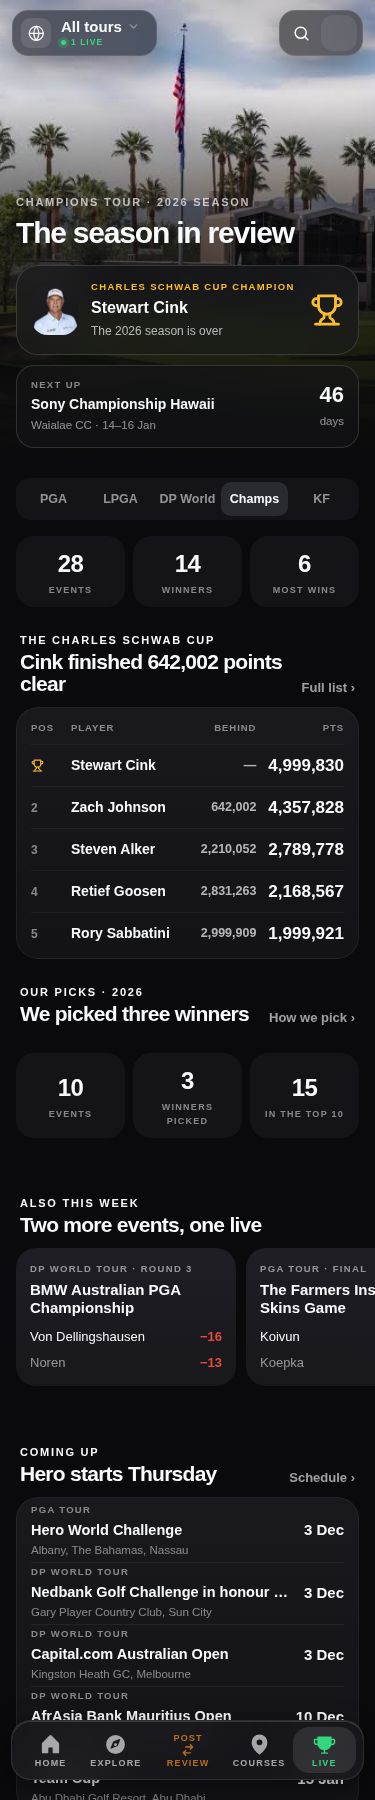 All tours
1 LIVE
CHAMPIONS TOUR · 2026 SEASON
The season in review
CHARLES SCHWAB CUP CHAMPION
Stewart Cink
The 2026 season is over
NEXT UP
Sony Championship Hawaii
Waialae CC · 14–16 Jan
46
days
PGA LPGA DP World Champs KF
28 14 6
EVENTS WINNERS MOST WINS
THE CHARLES SCHWAB CUP
Cink finished 642,002 points
clear
Full list ›
POS PLAYER BEHIND PTS
Stewart Cink — 4,999,830
2 Zach Johnson 642,002 4,357,828
3 Steven Alker 2,210,052 2,789,778
4 Retief Goosen 2,831,263 2,168,567
5 Rory Sabbatini 2,999,909 1,999,921
OUR PICKS · 2026
We picked three winners How we pick ›
10 3 15
EVENTS WINNERS PICKED IN THE TOP 10
ALSO THIS WEEK
Two more events, one live
DP WORLD TOUR · ROUND 3
BMW Australian PGA
Championship
Von Dellingshausen −16
Noren −13
PGA TOUR · FINAL
The Farmers Ins
Skins Game
Koivun
Koepka
COMING UP
Hero starts Thursday Schedule ›
PGA TOUR
Hero World Challenge 3 Dec
Albany, The Bahamas, Nassau
DP WORLD TOUR
Nedbank Golf Challenge in honour … 3 Dec
Gary Player Country Club, Sun City
DP WORLD TOUR
Capital.com Australian Open 3 Dec
Kingston Heath GC, Melbourne
DP WORLD TOUR
AfrAsia Bank Mauritius Open 10 Dec
HOME EXPLORE POST REVIEW COURSES LIVE
Team Cup
Abu Dhabi Golf Resort, Abu Dhabi